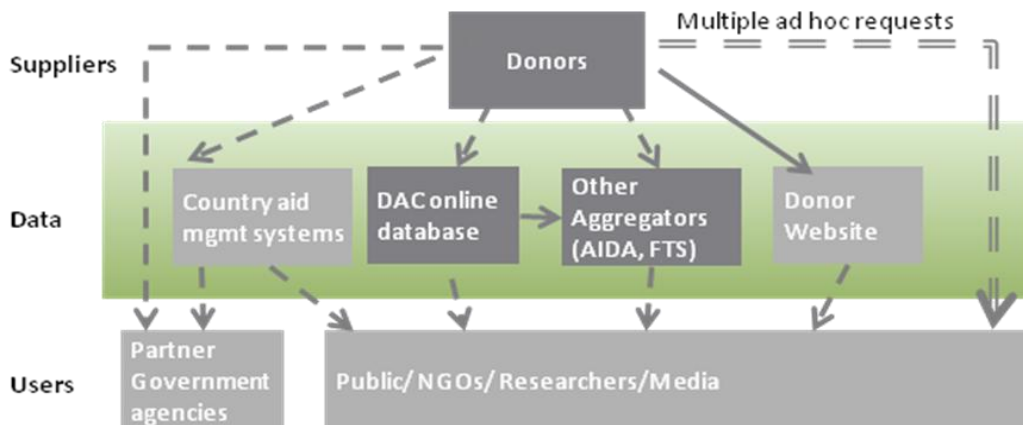 Multiple ad hoc requests
Suppliers
Donors
Data
Country aid
mgmt systems
DAC online
database
Other
Aggregators
(AIDA, FTS)
Donor
Website
Users
Partner
Government
agencies
Public/ NGOs/ Researchers/Media